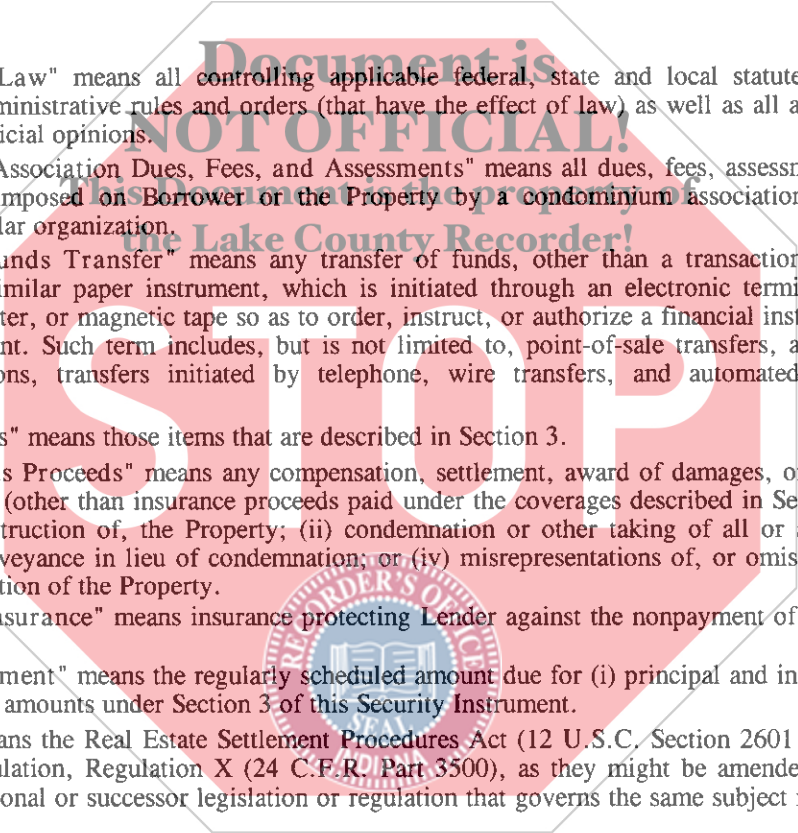 Document is
Law" means all controlling applicable federal, state and local statute
ministrative rules and orders (that have the effect of law) as well as all a
icial opinions.
NOT OFFICIAL!
Association Dues, Fees, and Assessments" means all dues, fees, assessm
imposed on Borrower or the Property by a condominium association
This Document is the property of
lar organization.
the Lake County Recorder!
unds Transfer" means any transfer of funds, other than a transaction
imilar paper instrument, which is initiated through an electronic termi
ter, or magnetic tape so as to order, instruct, or authorize a financial inst
nt. Such term includes, but is not limited to, point-of-sale transfers, a
ons, transfers initiated by telephone, wire transfers, and automated
STOP
s" means those items that are described in Section 3.
s Proceeds" means any compensation, settlement, award of damages, o
(other than insurance proceeds paid under the coverages described in Se
truction of, the Property; (ii) condemnation or other taking of all or
veyance in lieu of condemnation; or (iv) misrepresentations of, or omis
tion of the Property.
nsurance" means insurance protecting Lender against the nonpayment of
RECORDER'S OFFICE
ment" means the regularly scheduled amount due for (i) principal and in
amounts under Section 3 of this Security Instrument.
SEAL
ans the Real Estate Settlement Procedures Act (12 U.S.C. Section 2601
ulation, Regulation X (24 C.F.R. Part 3500), as they might be amende
onal or successor legislation or regulation that governs the same subject